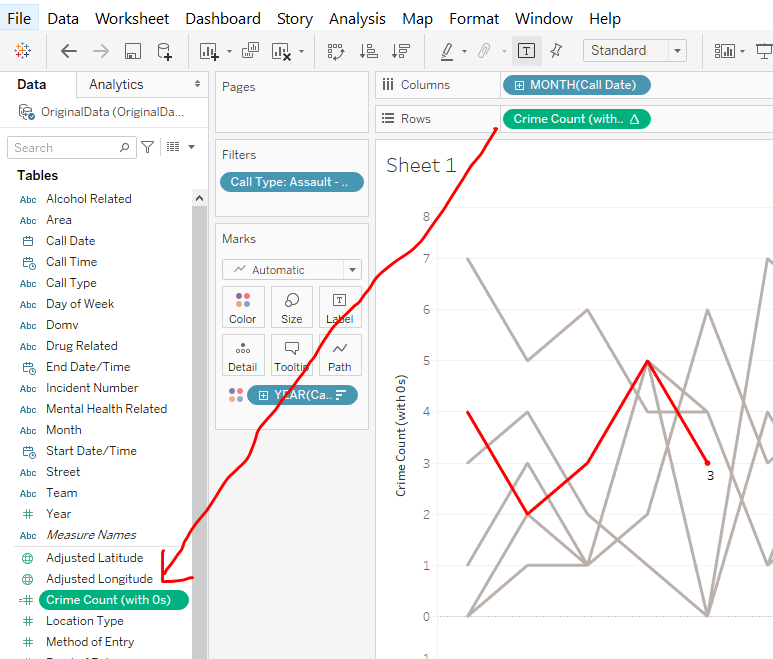 File Data Worksheet Dashboard Story Analysis Map Format Window Help
Standard
Data Analytics
OriginalData (OriginalDa...
Search
Tables
Abc Alcohol Related
Abc Area
Call Date
Call Time
Abc Call Type
Abc Day of Week
Abc Domv
Abc Drug Related
End Date/Time
Abc Incident Number
Abc Mental Health Related
Abc Month
Start Date/Time
Abc Street
Abc Team
# Year
Abc Measure Names
Adjusted Latitude
Adjusted Longitude
=# Crime Count (with 0s)
# Location Type
# Method of Entry
Pages
Filters
Call Type: Assault - ..
Marks
Automatic
Color Size Label
Detail Tooltip Path
YEAR(Ca..
Columns MONTH(Call Date)
Rows Crime Count (with.. Δ
Sheet 1
Crime Count (with 0s)
8
7
6
5
4
3
2
1
0
1
3